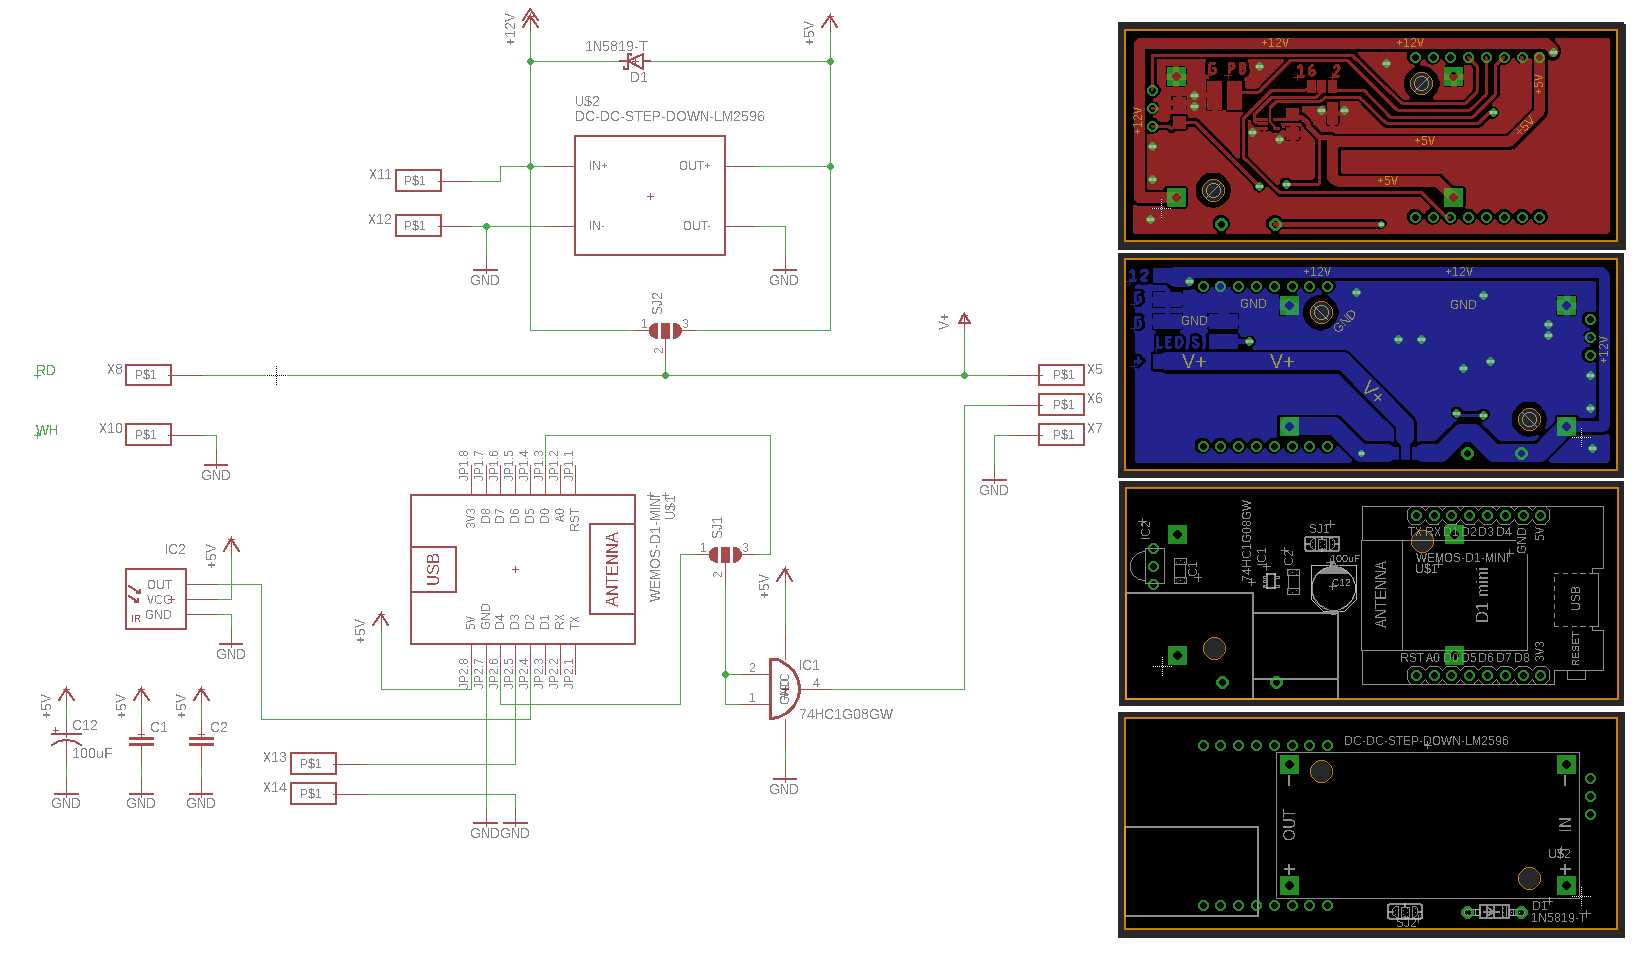 +12V
+5V
1N5819-T
D1
U$2
DC-DC-STEP-DOWN-LM2596
IN+
OUT+
IN-
OUT-
X11
P$1
X12
P$1
GND
GND
SJ2
1
3
2
V+
RD
X8
P$1
WH
X10
P$1
GND
P$1
X5
P$1
X6
P$1
X7
GND
JP1.8
JP1.7
JP1.6
JP1.5
JP1.4
JP1.3
JP1.2
JP1.1
3V3
D8
D7
D6
D5
D0
A0
RST
USB
ANTENNA
WEMOS-D1-MINI
U$1
5V
GND
D4
D3
D2
D1
RX
TX
JP2.8
JP2.7
JP2.6
JP2.5
JP2.4
JP2.3
JP2.2
JP2.1
SJ1
1
3
2
+5V
IC1
2
1
4
74HC1G08GW
GND
IC2
+5V
OUT
VCC
IR GND
GND
+5V
+5V
C12
100uF
GND
+5V
C1
GND
+5V
C2
GND
X13
P$1
X14
P$1
GND
GND
+12V
+12V
G PB
16 2
+12V
+5V
+5V
+5V
+5V
12
+12V
+12V
G
GND
GND
G
GND
GND
LED/S
+12V
+
V+
V+
V+
IC2
C1
74HC1G08GW
IC1
C2
SJ1
100uF
C12
TX RX D1 D2 D3 D4
GND
5V
WEMOS-D1-MINI
U$1
ANTENNA
D1 mini
USB
RESET
RST A0 D0 D5 D6 D7 D8
3V3
DC-DC-STEP-DOWN-LM2596
OUT
IN
U$2
SJ2
D1
1N5819-T